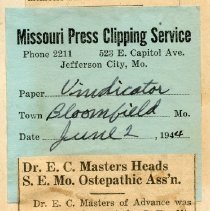 Missouri Press Clipping Service
Phone 2211 523 E. Capitol Ave.
Jefferson City, Mo.
Paper Vindicator
Town Bloomfield Mo.
Date June 2, 1944
Dr. E. C. Masters Heads
S. E. Mo. Ostepathic Ass'n.
Dr. E. C. Masters of Advance was